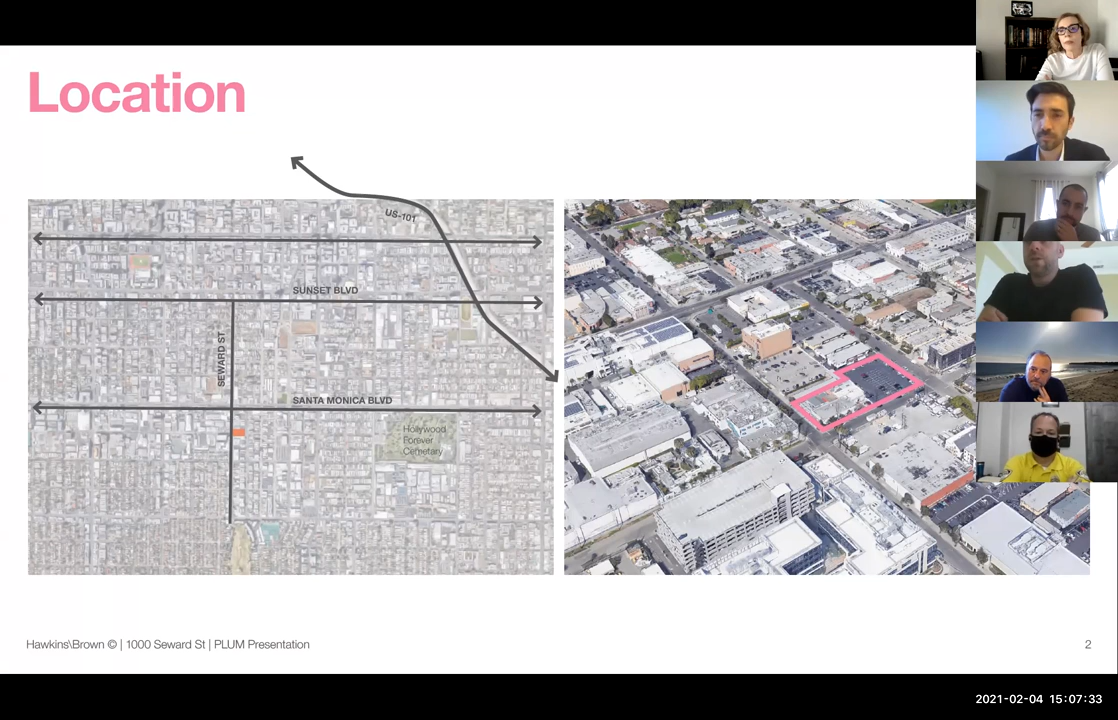 Location
US-101
SUNSET BLVD
SEWARD ST
SANTA MONICA BLVD
Hollywood
Forever
Cemetary
Hawkins\Brown © | 1000 Seward St | PLUM Presentation
2
2021-02-04 15:07:33